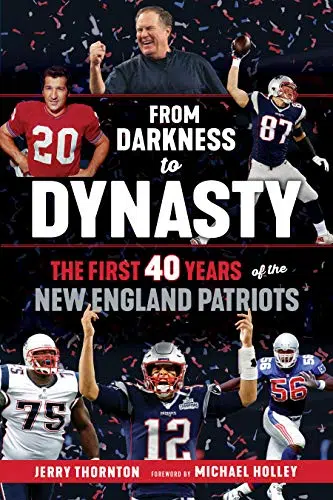 20
87
FROM
DARKNESS
to
DYNASTY
THE FIRST 40 YEARS of the
NEW ENGLAND PATRIOTS
75
12
56
56
JERRY THORNTON FOREWORD BY MICHAEL HOLLEY